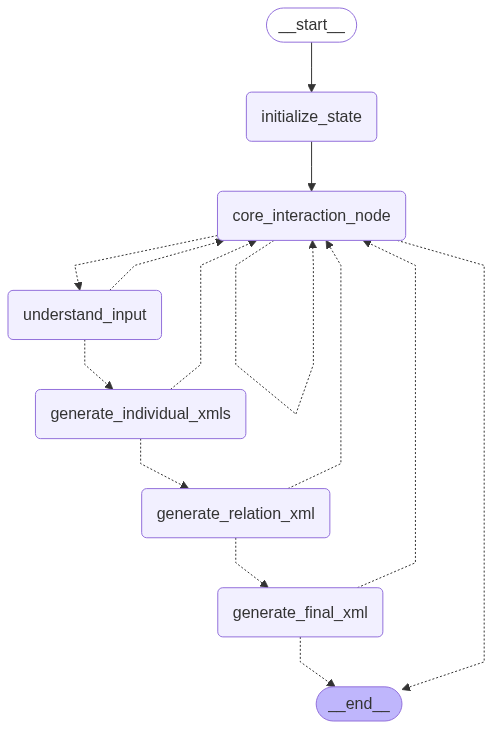 __start__
initialize_state
core_interaction_node
understand_input
generate_individual_xmls
generate_relation_xml
generate_final_xml
__end__